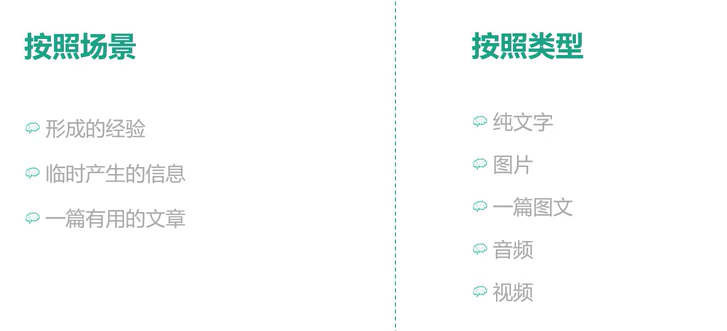 按照场景
形成的经验
临时产生的信息
一篇有用的文章
按照类型
纯文字
图片
一篇图文
音频
视频